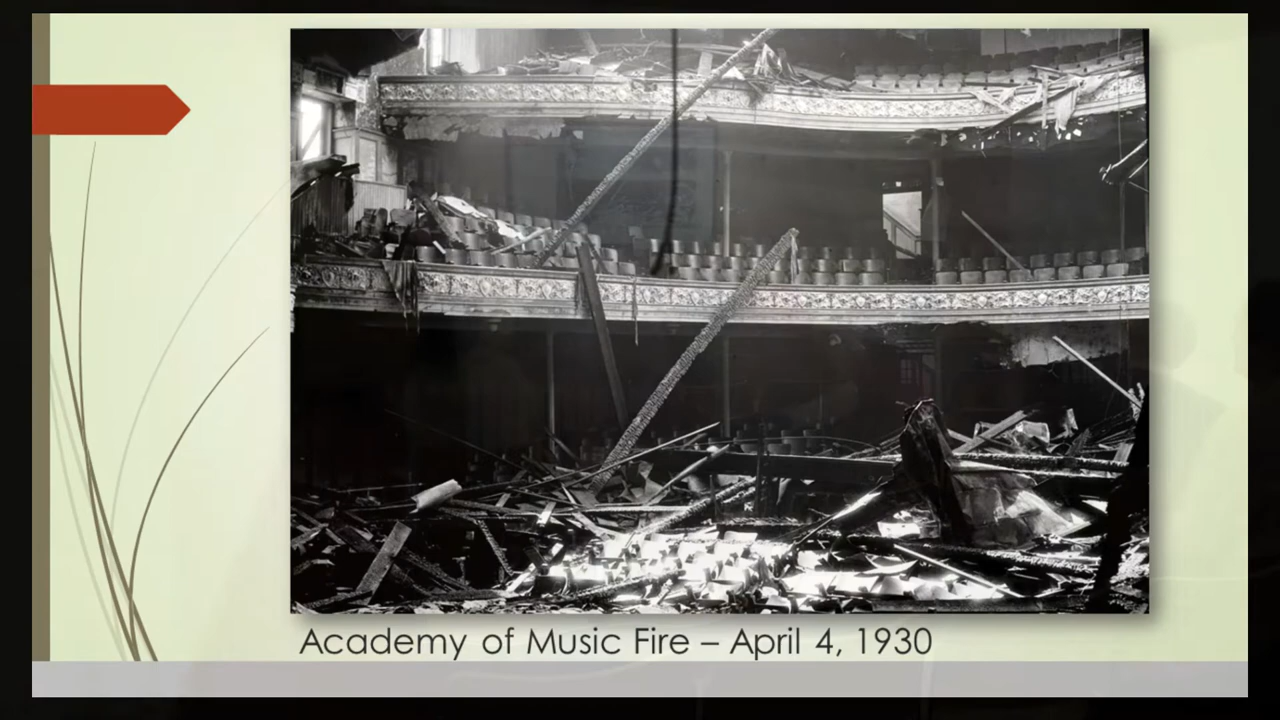 Academy of Music Fire – April 4, 1930